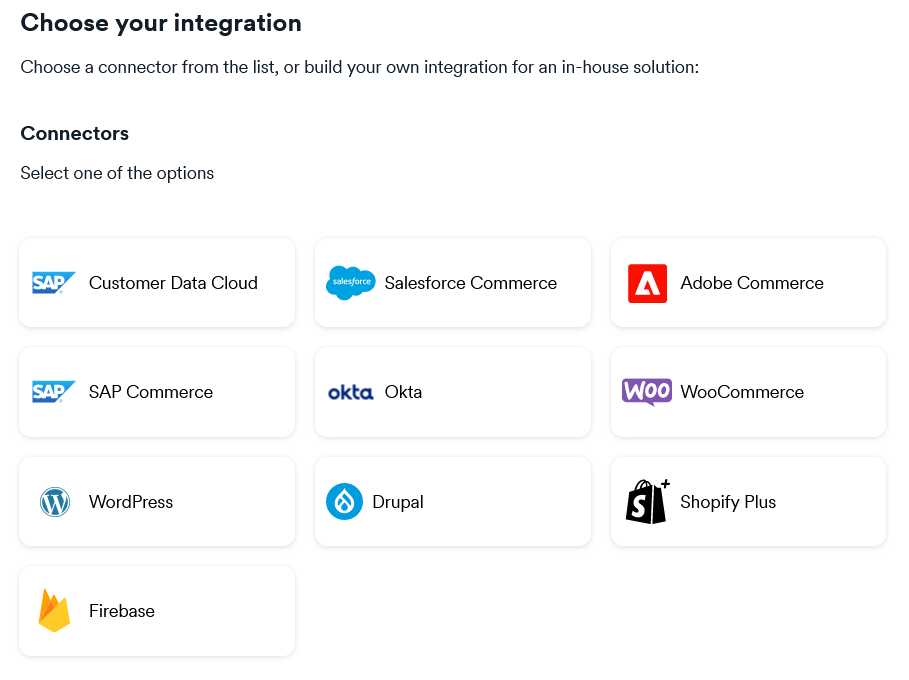 Choose your integration
Choose a connector from the list, or build your own integration for an in-house solution:
Connectors
Select one of the options
SAP Customer Data Cloud
salesforce Salesforce Commerce
Adobe Commerce
SAP SAP Commerce
okta Okta
WOO WooCommerce
W WordPress
Drupal
S+ Shopify Plus
Firebase